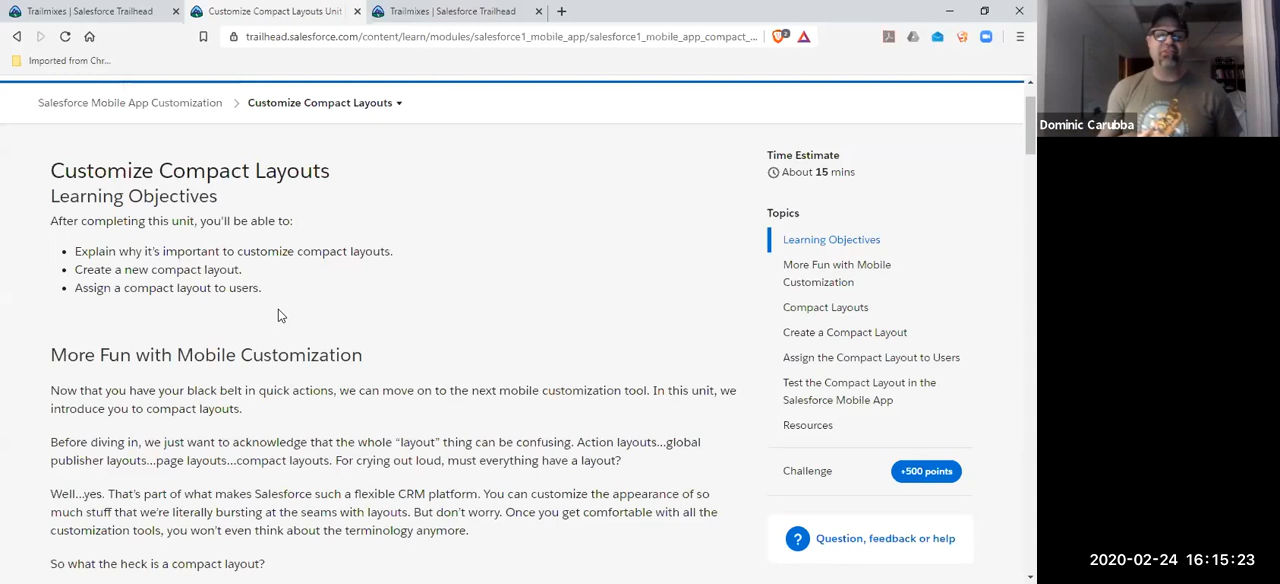 Trailmixes | Salesforce Trailhead
Customize Compact Layouts Unit
Trailmixes | Salesforce Trailhead
trailhead.salesforce.com/content/learn/modules/salesforce1_mobile_app/salesforce1_mobile_app_compact_...
2
Imported from Chr...
Dominic Carubba
Salesforce Mobile App Customization
Customize Compact Layouts
Customize Compact Layouts
Learning Objectives
After completing this unit, you'll be able to:
• Explain why it's important to customize compact layouts.
• Create a new compact layout.
• Assign a compact layout to users.
More Fun with Mobile Customization
Now that you have your black belt in quick actions, we can move on to the next mobile customization tool. In this unit, we
introduce you to compact layouts.
Before diving in, we just want to acknowledge that the whole “layout” thing can be confusing. Action layouts...global
publisher layouts...page layouts...compact layouts. For crying out loud, must everything have a layout?
Well...yes. That's part of what makes Salesforce such a flexible CRM platform. You can customize the appearance of so
much stuff that we're literally bursting at the seams with layouts. But don't worry. Once you get comfortable with all the
customization tools, you won't even think about the terminology anymore.
So what the heck is a compact layout?
Time Estimate
About 15 mins
Topics
Learning Objectives
More Fun with Mobile
Customization
Compact Layouts
Create a Compact Layout
Assign the Compact Layout to Users
Test the Compact Layout in the
Salesforce Mobile App
Resources
Challenge
+500 points
? Question, feedback or help
2020-02-24 16:15:23